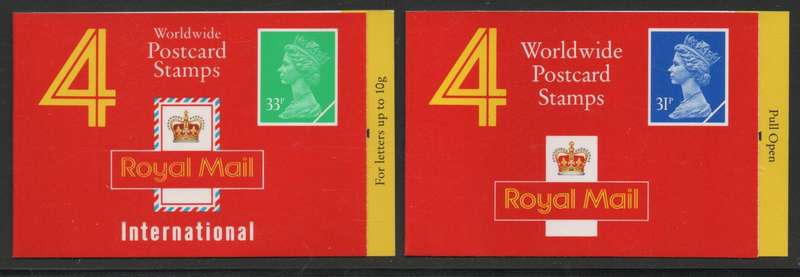 4
Worldwide
Postcard
Stamps
33P
Royal Mail
International
For letters up to 10g
4
Worldwide
Postcard
Stamps
31P
Royal Mail
Pull Open